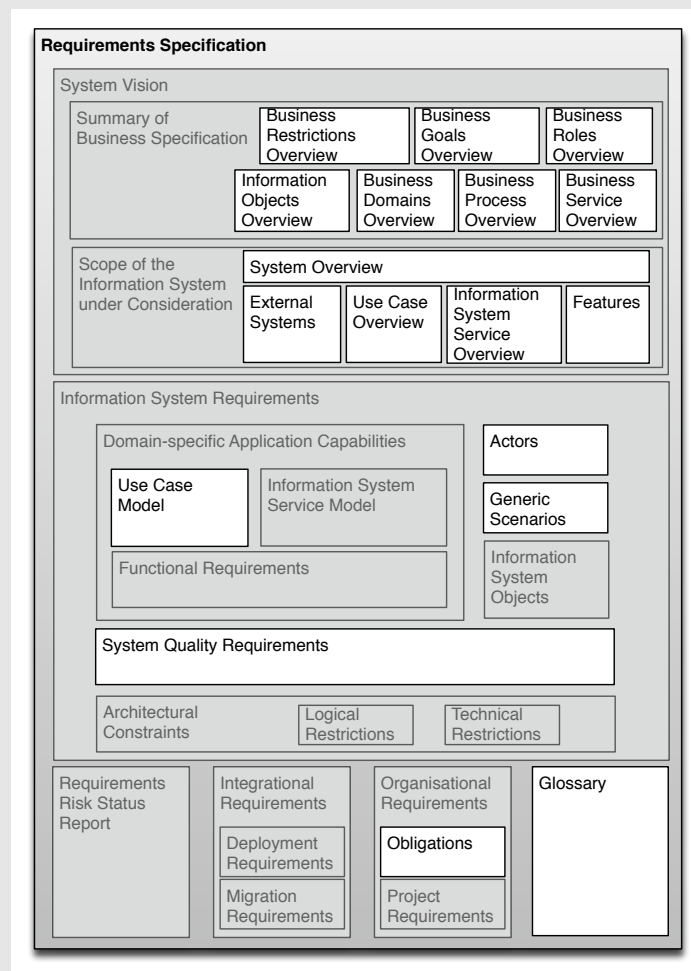 Requirements Specification
System Vision
Summary of
Business Specification
Business
Restrictions
Overview
Business
Goals
Overview
Business
Roles
Overview
Information
Objects
Overview
Business
Domains
Overview
Business
Process
Overview
Business
Service
Overview
Scope of the
Information System
under Consideration
System Overview
External
Systems
Use Case
Overview
Information
System
Service
Overview
Features
Information System Requirements
Domain-specific Application Capabilities
Use Case
Model
Information System
Service Model
Functional Requirements
Actors
Generic
Scenarios
Information
System
Objects
System Quality Requirements
Architectural
Constraints
Logical
Restrictions
Technical
Restrictions
Requirements
Risk Status
Report
Integrational
Requirements
Deployment
Requirements
Migration
Requirements
Organisational
Requirements
Obligations
Project
Requirements
Glossary